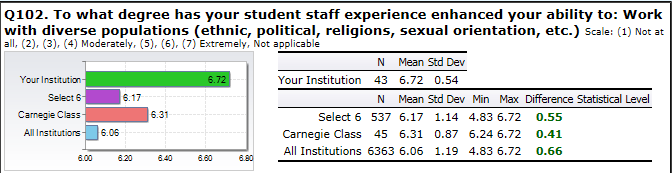 Q102. To what degree has your student staff experience enhanced your ability to: Work
with diverse populations (ethnic, political, religions, sexual orientation, etc.) Scale: (1) Not at
all, (2), (3), (4) Moderately, (5), (6), (7) Extremely, Not applicable
Your Institution 6.72
Select 6 6.17
Carnegie Class 6.31
All Institutions 6.06
6.00 6.20 6.40 6.60 6.80
N Mean Std Dev
Your Institution 43 6.72 0.54
N Mean Std Dev Min Max Difference Statistical Level
Select 6 537 6.17 1.14 4.83 6.72 0.55
Carnegie Class 45 6.31 0.87 6.24 6.72 0.41
All Institutions 6363 6.06 1.19 4.83 6.72 0.66